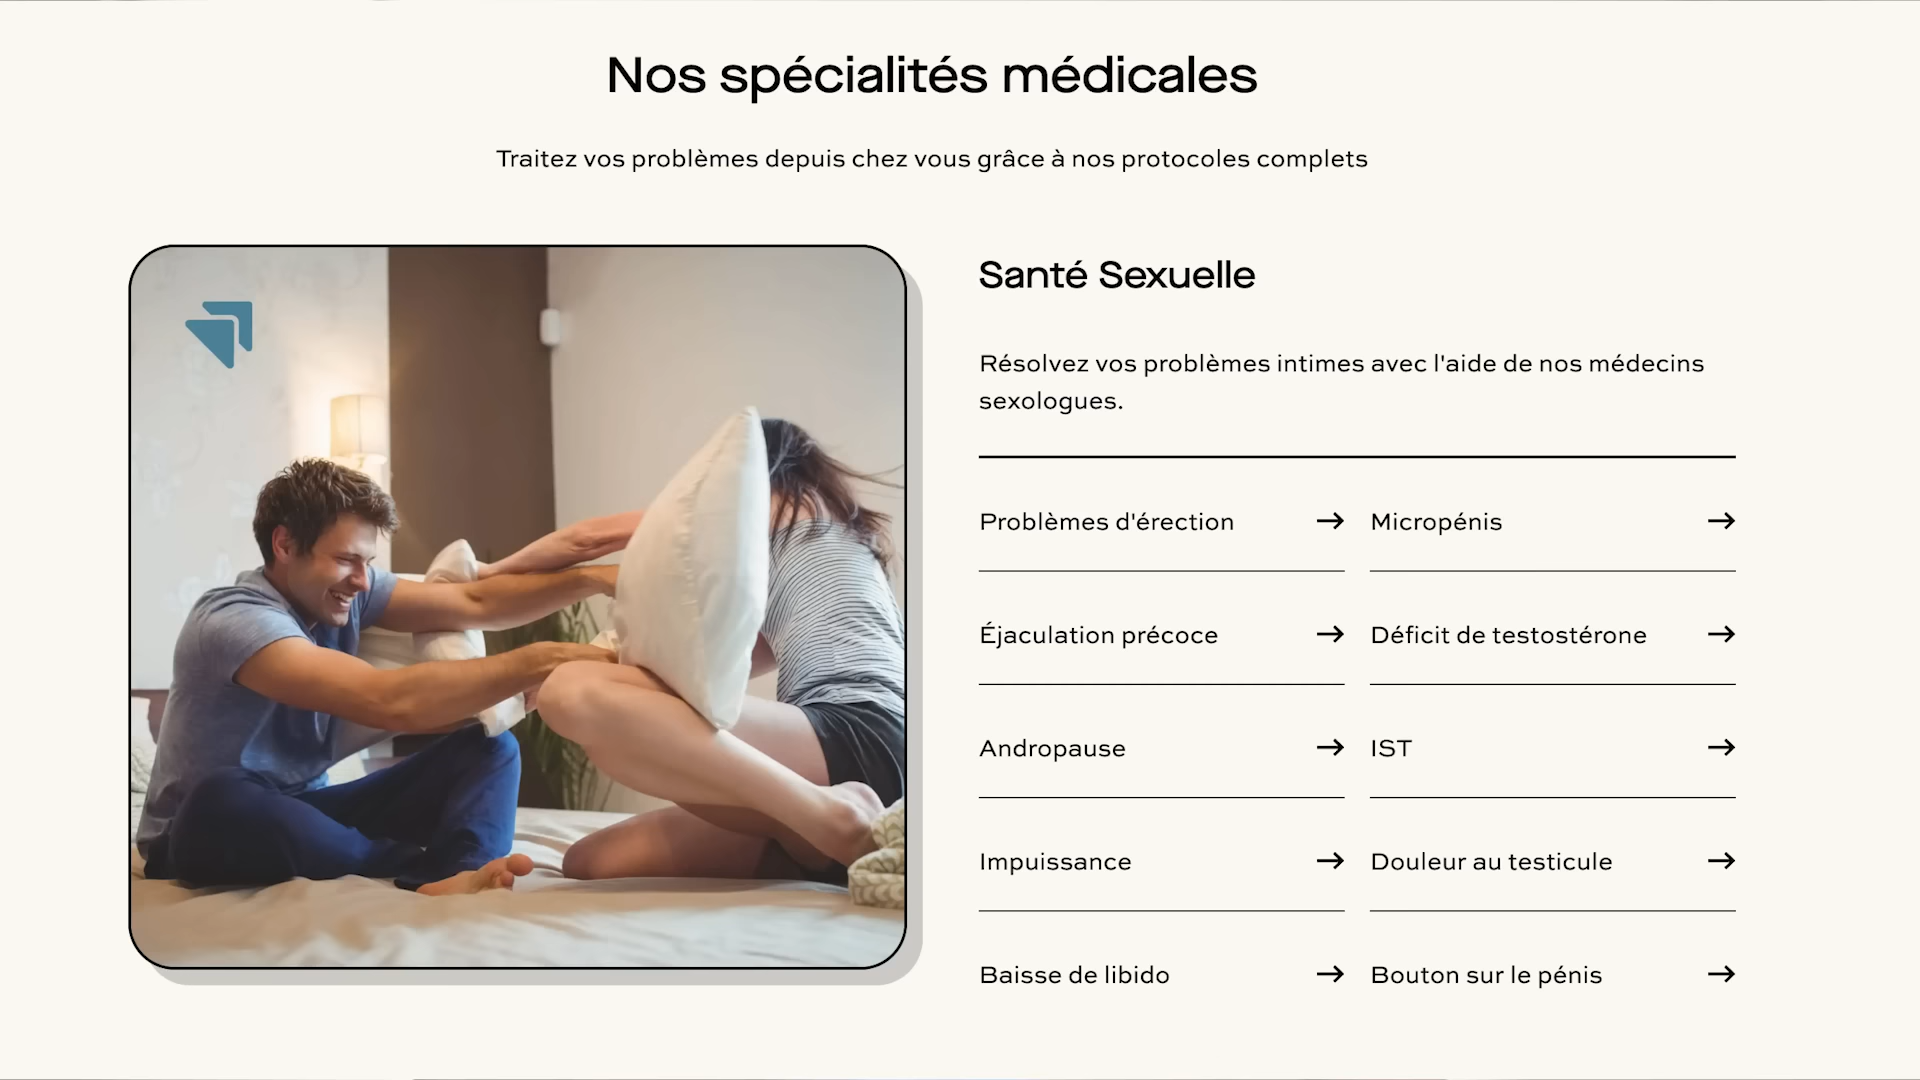 Nos spécialités médicales
Traitez vos problèmes depuis chez vous grâce à nos protocoles complets
Santé Sexuelle
Résolvez vos problèmes intimes avec l'aide de nos médecins
sexologues.
Problèmes d'érection
Micropénis
Éjaculation précoce
Déficit de testostérone
Andropause
IST
Impuissance
Douleur au testicule
Baisse de libido
Bouton sur le pénis